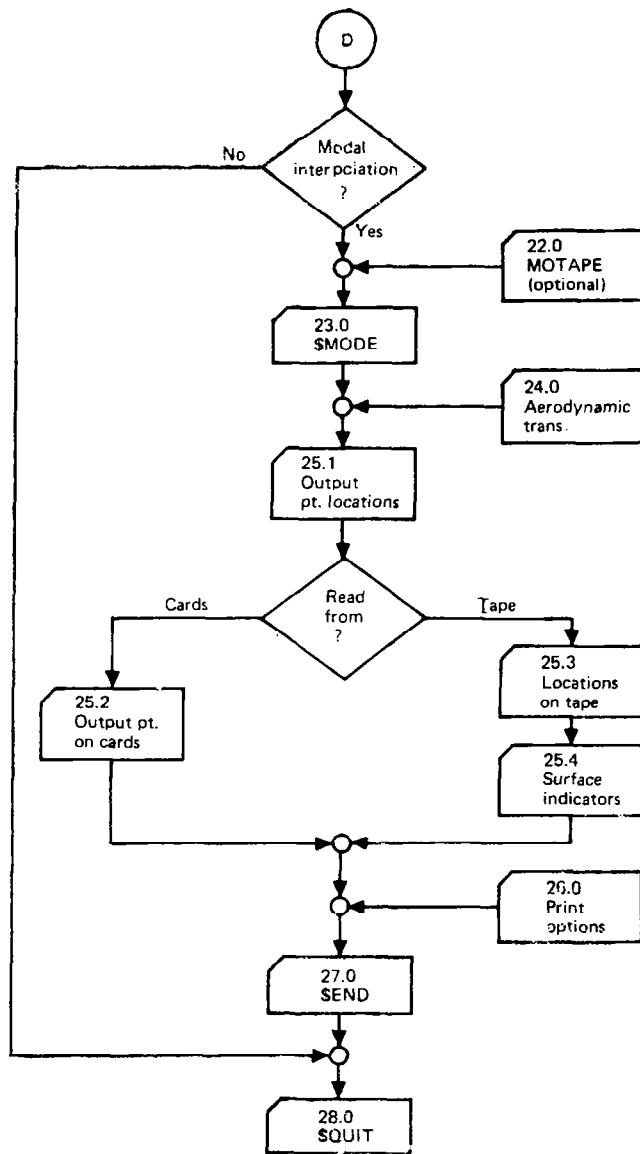 D
Modal
interpolation
?
No
Yes
22.0
MOTAPE
(optional)
23.0
$MODE
24.0
Aerodynamic
trans.
25.1
Output
pt. locations
Read
from
?
Cards
Tape
25.3
Locations
on tape
25.2
Output pt.
on cards
25.4
Surface
indicators
26.0
Print
options
27.0
$END
28.0
$QUIT